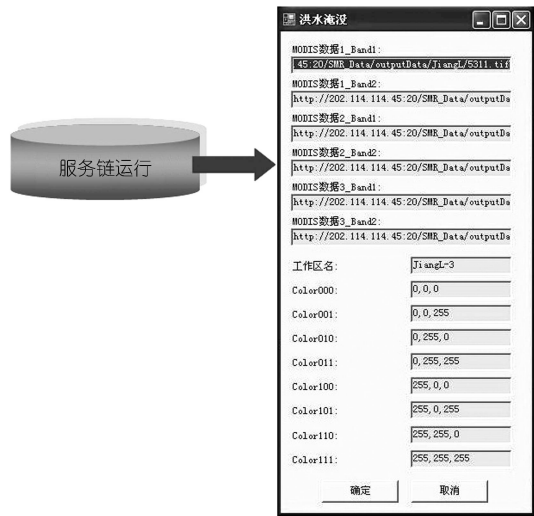 洪水淹没
服务链运行
MODIS数据1_Band1:
45:20/SMR_Data/outputData/JiangL/5311.tif
MODIS数据1_Band2:
http://202.114.114.45:20/SMR_Data/outputDa
MODIS数据2_Band1:
http://202.114.114.45:20/SMR_Data/outputDa
MODIS数据2_Band2:
http://202.114.114.45:20/SMR_Data/outputDa
MODIS数据3_Band1:
http://202.114.114.45:20/SMR_Data/outputDa
MODIS数据3_Band2:
http://202.114.114.45:20/SMR_Data/outputDa
工作区名: JiangL-3
Color000: 0,0,0
Color001: 0,0,255
Color010: 0,255,0
Color011: 0,255,255
Color100: 255,0,0
Color101: 255,0,255
Color110: 255,255,0
Color111: 255,255,255
确定 取消